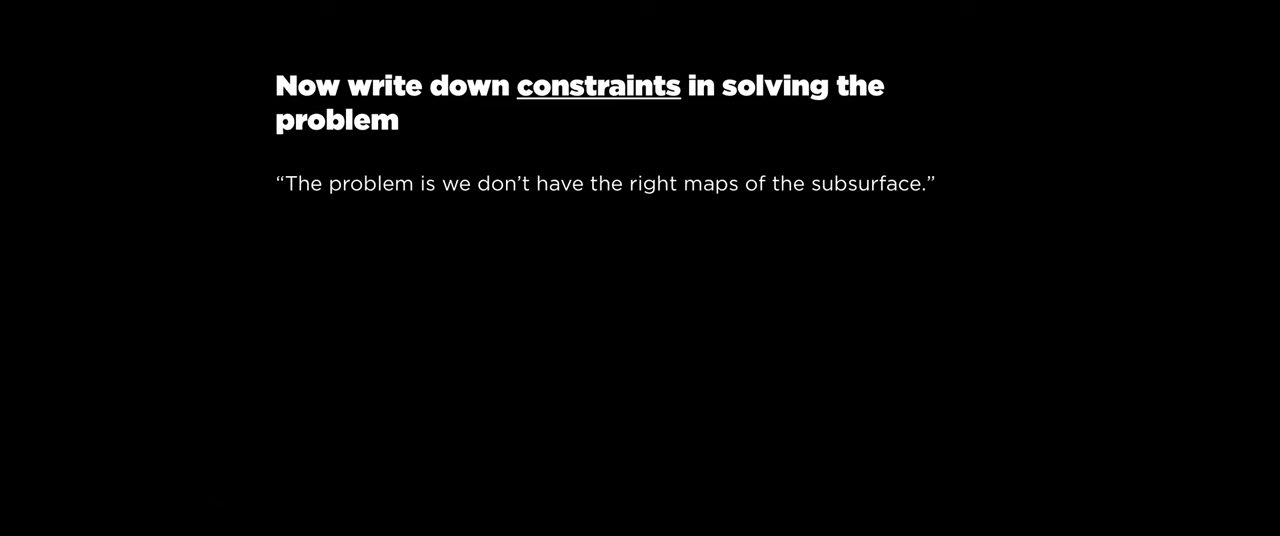 Now write down constraints in solving the
problem
“The problem is we don’t have the right maps of the subsurface.”